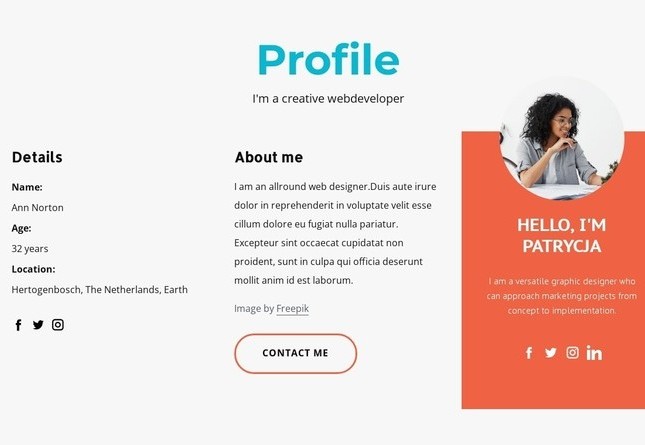 Profile
I'm a creative webdeveloper
Details
Name:
Ann Norton
Age:
32 years
Location:
Hertogenbosch, The Netherlands, Earth
About me
I am an allround web designer.Duis aute irure
dolor in reprehenderit in voluptate velit esse
cillum dolore eu fugiat nulla pariatur.
Excepteur sint occaecat cupidatat non
proident, sunt in culpa qui officia deserunt
mollit anim id est laborum.
Image by Freepik
CONTACT ME
HELLO, I'M
PATRYCJA
I am a versatile graphic designer who
can approach marketing projects from
concept to implementation.